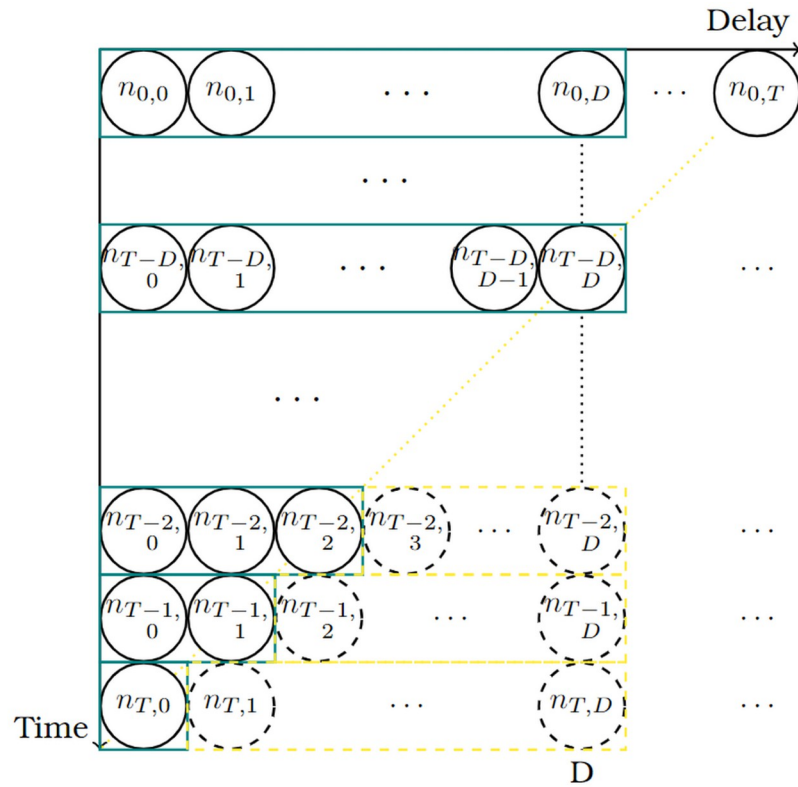 Delay
n0,0 n0,1 ... n0,D ... n0,T
...
nT−D,0 nT−D,1 ... nT−D,D−1 nT−D,D ...
...
nT−2,0 nT−2,1 nT−2,2 nT−2,3 ... nT−2,D ...
nT−1,0 nT−1,1 nT−1,2 ... nT−1,D ...
nT,0 nT,1 ... nT,D ...
Time
D